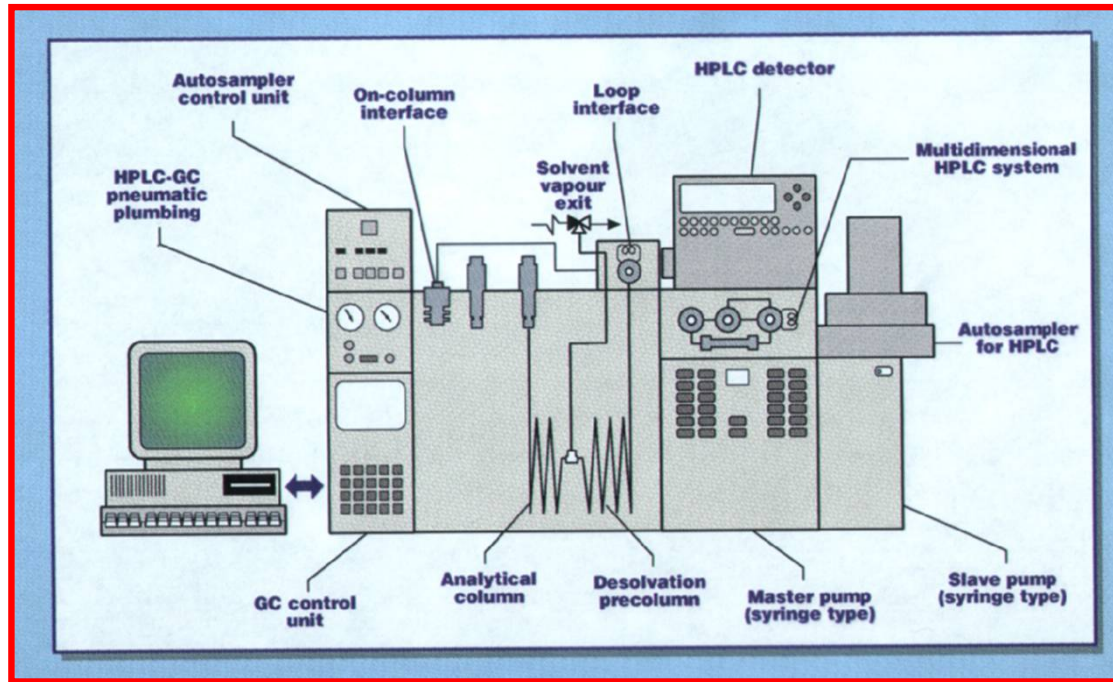 Autosampler
control unit
On-column
interface
Loop
interface
HPLC detector
HPLC-GC
pneumatic
plumbing
Solvent
vapour
exit
Multidimensional
HPLC system
Autosampler
for HPLC
GC control
unit
Analytical
column
Desolvation
precolumn
Master pump
(syringe type)
Slave pump
(syringe type)